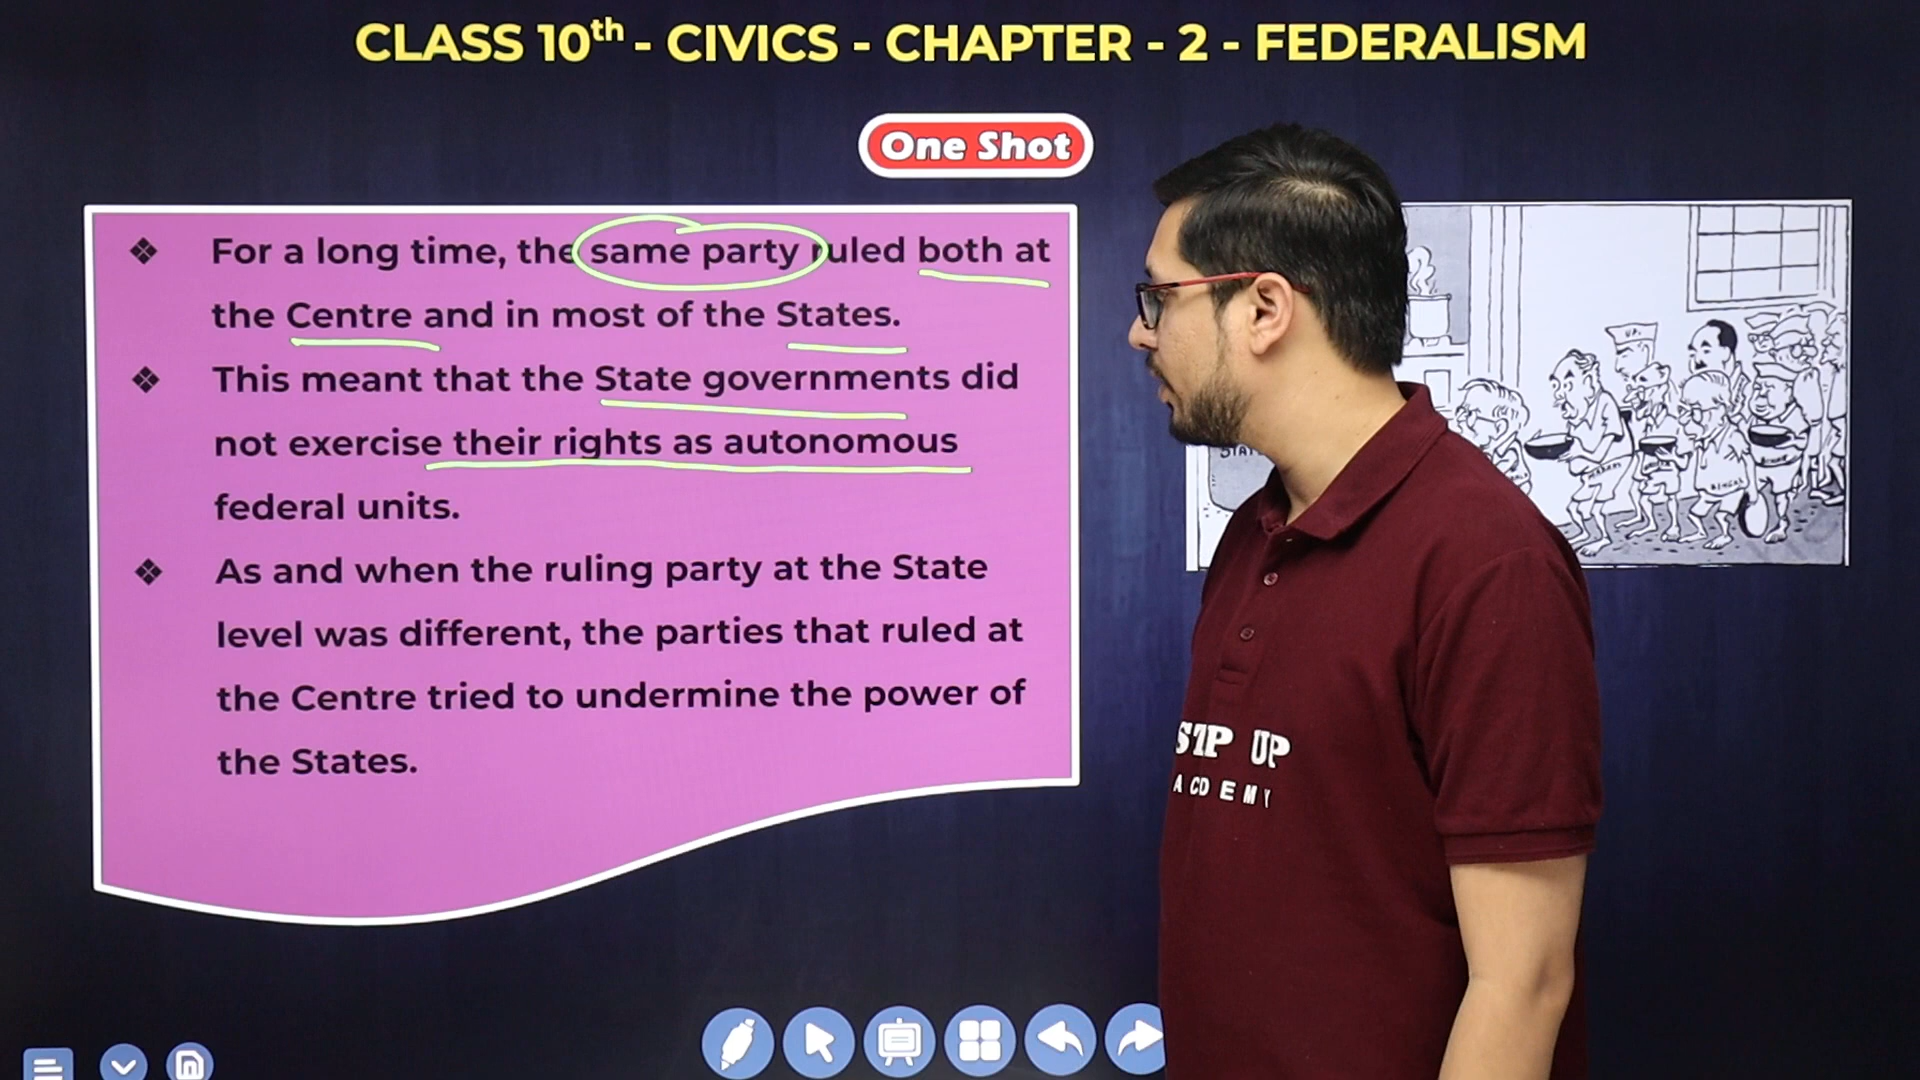 CLASS 10th - CIVICS - CHAPTER - 2 - FEDERALISM
One Shot
❖ For a long time, the same party ruled both at
the Centre and in most of the States.
❖ This meant that the State governments did
not exercise their rights as autonomous
federal units.
❖ As and when the ruling party at the State
level was different, the parties that ruled at
the Centre tried to undermine the power of
the States.
U.P.
BENGAL
STEP UP
ACDEMY